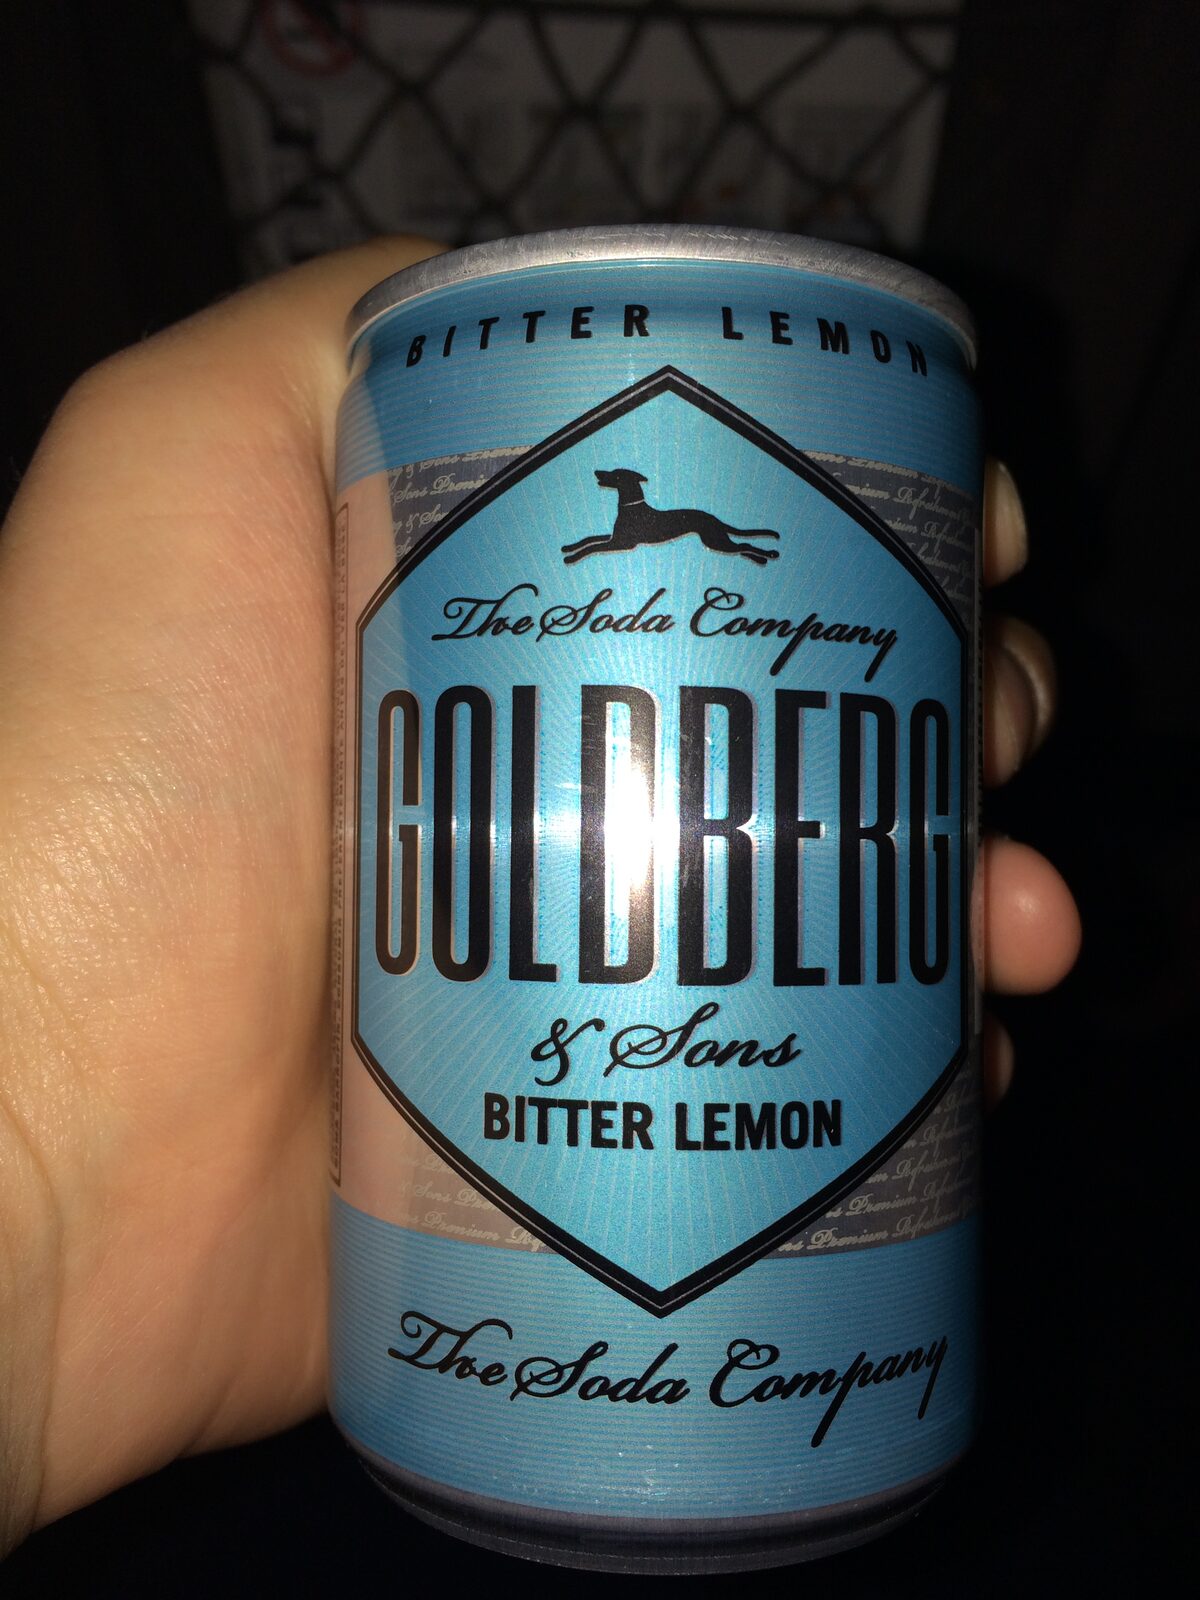 BITTER LEMON
The Soda Company
GOLDBERG
& Sons
BITTER LEMON
The Soda Company